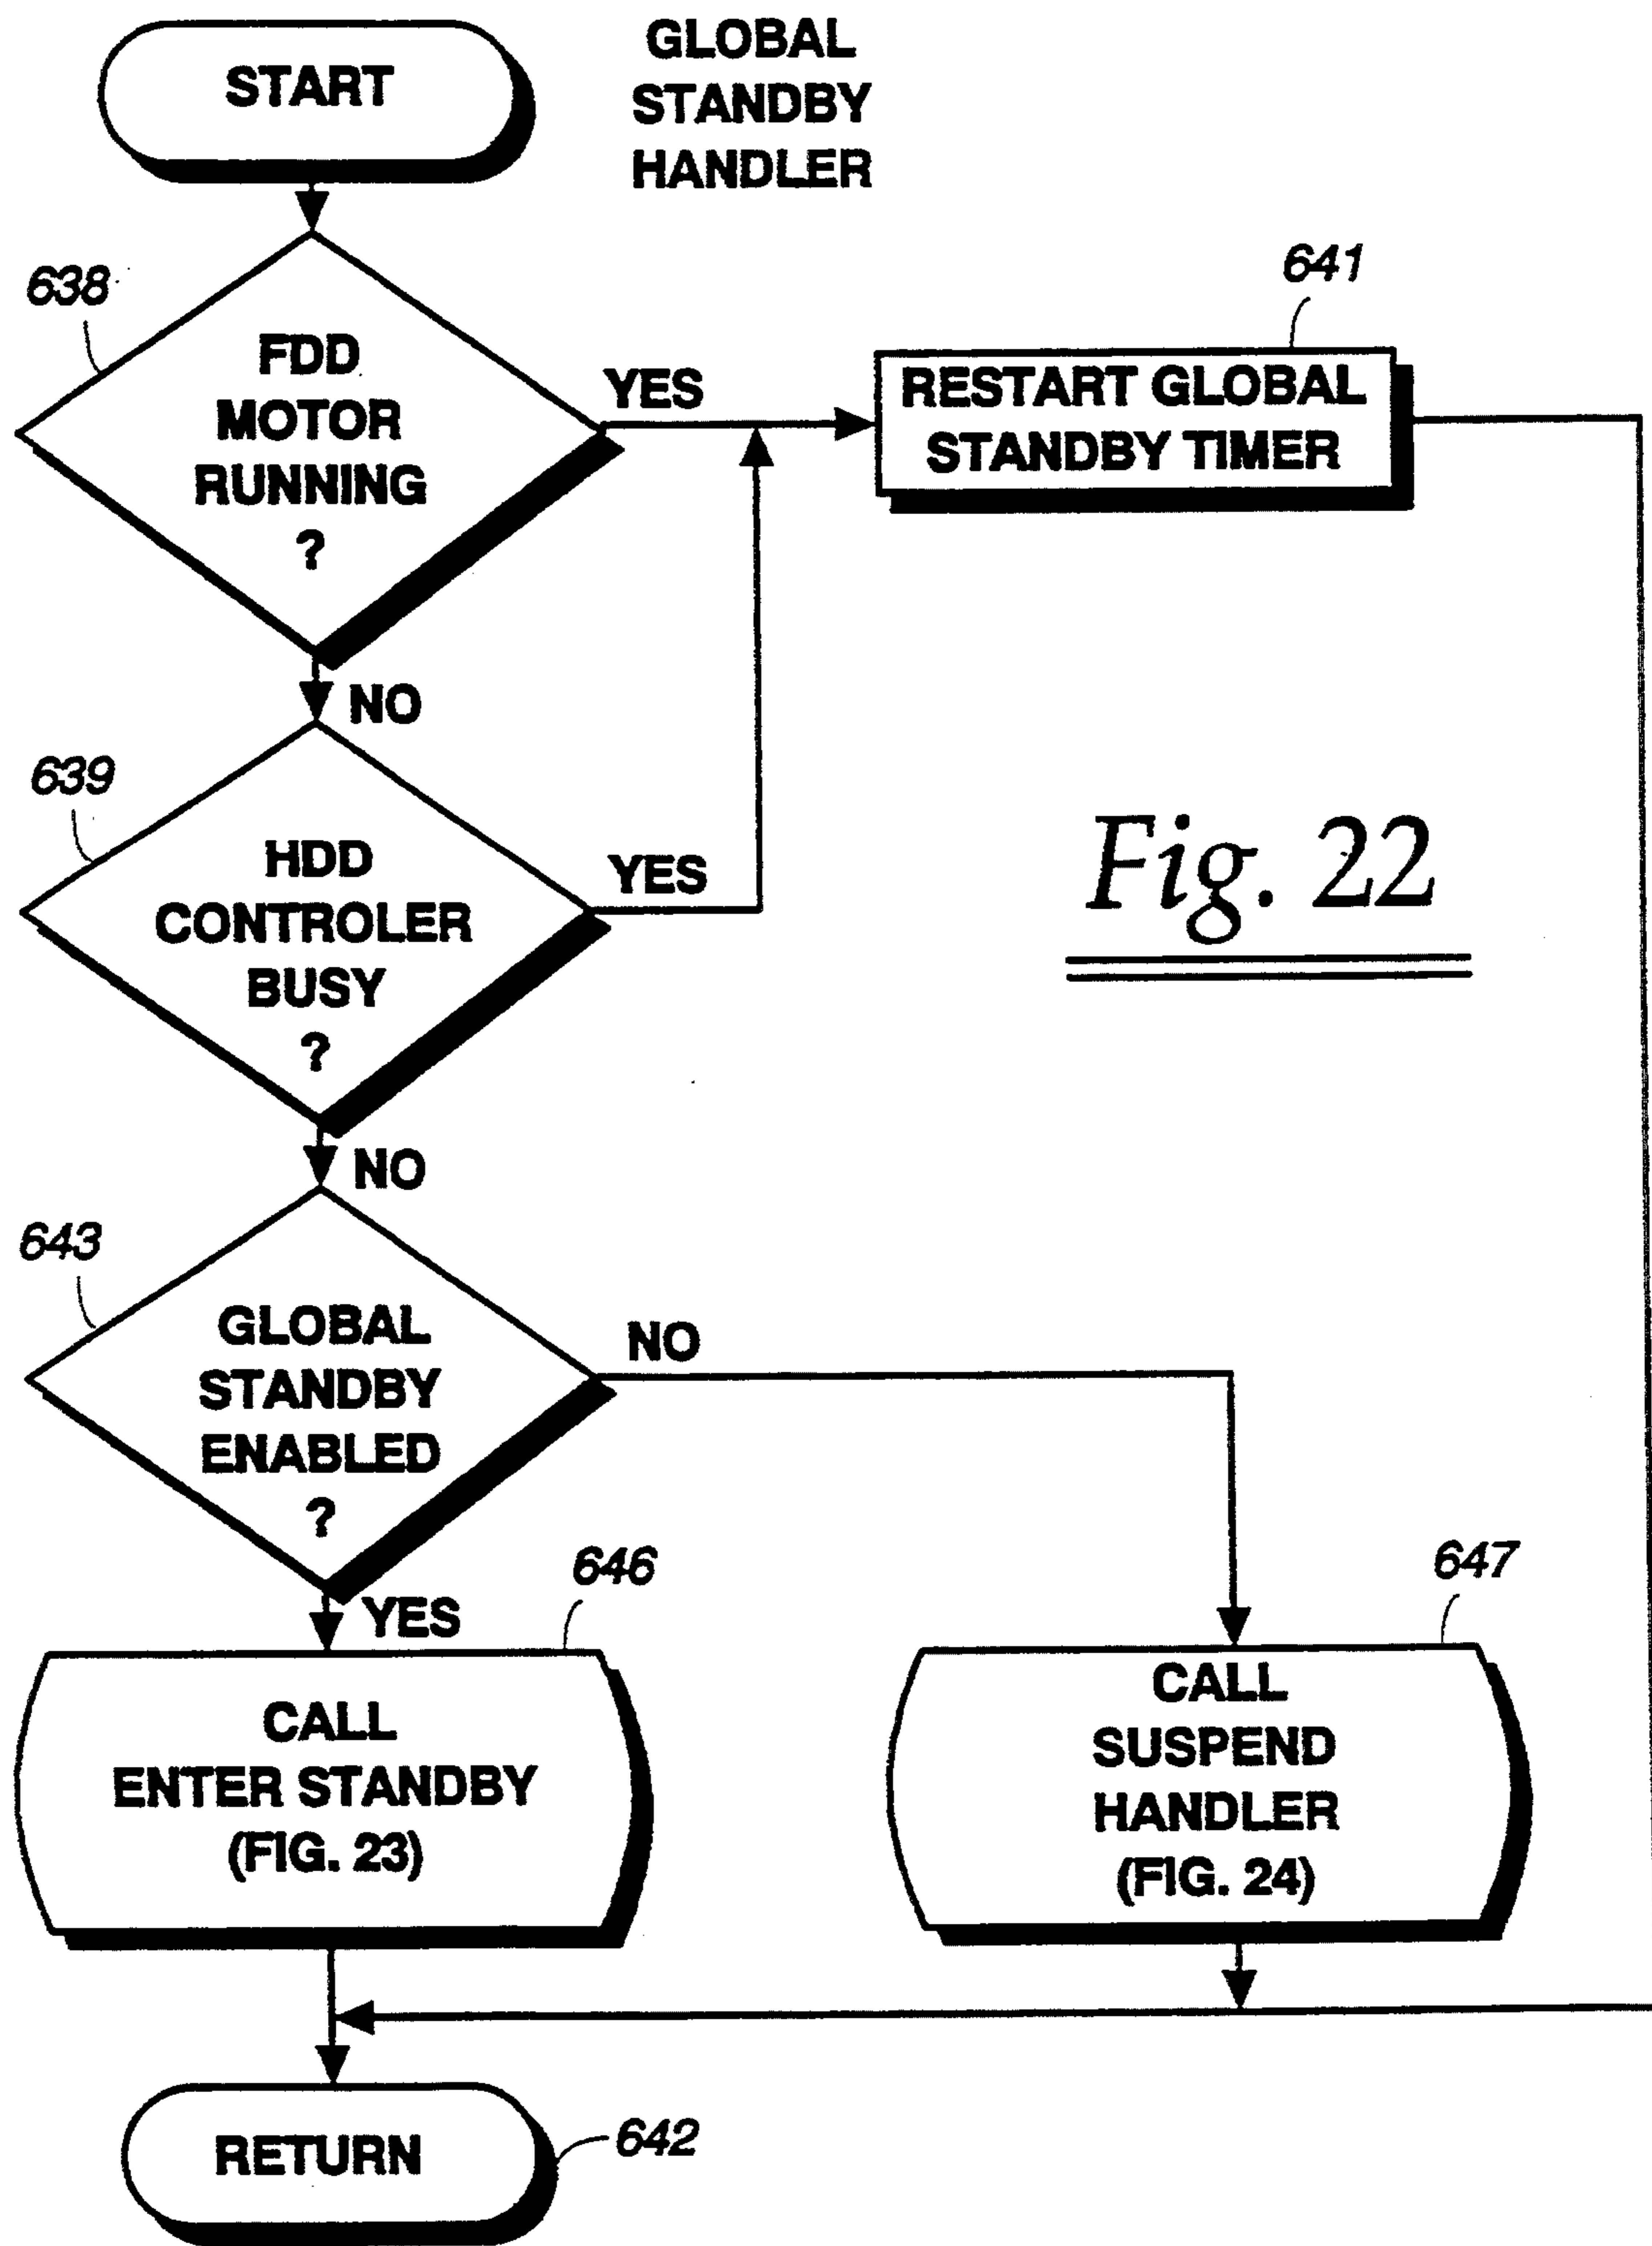 START
GLOBAL
STANDBY
HANDLER
638
FDD
MOTOR
RUNNING
?
YES
641
RESTART GLOBAL
STANDBY TIMER
NO
639
HDD
CONTROLER
BUSY
?
YES
Fig. 22
NO
643
GLOBAL
STANDBY
ENABLED
?
NO
YES
646
CALL
ENTER STANDBY
(FIG. 23)
647
CALL
SUSPEND
HANDLER
(FIG. 24)
RETURN
642